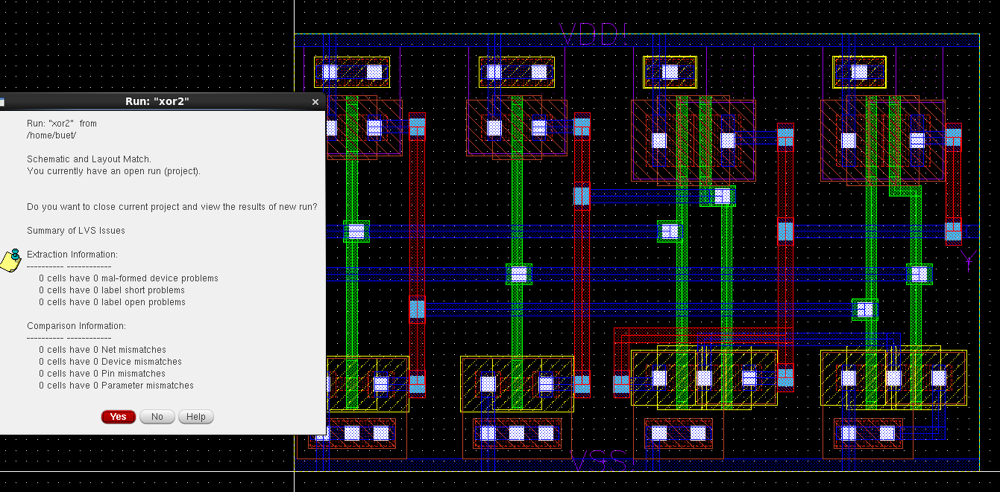 VDD!
Run: "xor2"
Run: "xor2" from
/home/buet/
Schematic and Layout Match.
You currently have an open run (project).
Do you want to close current project and view the results of new run?
Summary of LVS Issues
Extraction Information:
---------- ------------
0 cells have 0 mal-formed device problems
0 cells have 0 label short problems
0 cells have 0 label open problems
Comparison Information:
---------- ------------
0 cells have 0 Net mismatches
0 cells have 0 Device mismatches
0 cells have 0 Pin mismatches
0 cells have 0 Parameter mismatches
Yes No Help
Y
VSS!